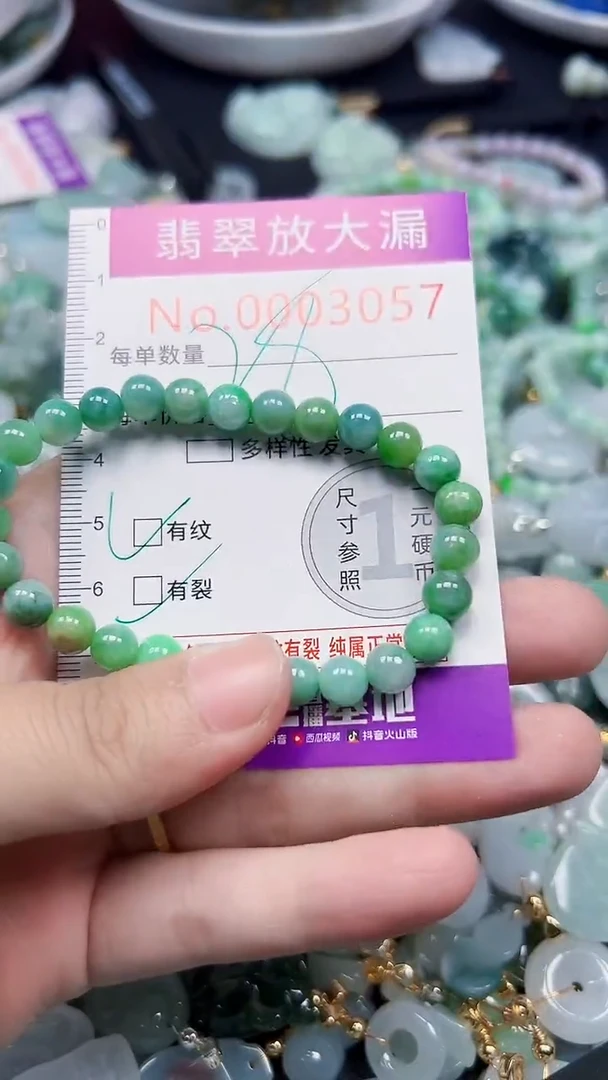 翡翠放大漏
No.0003057
每单数量
多样性
有纹
有裂
尺寸参照
1
元硬币
有裂 纯属正常
基地
抖音 西瓜视频 抖音火山版
0
1
2
4
5
6